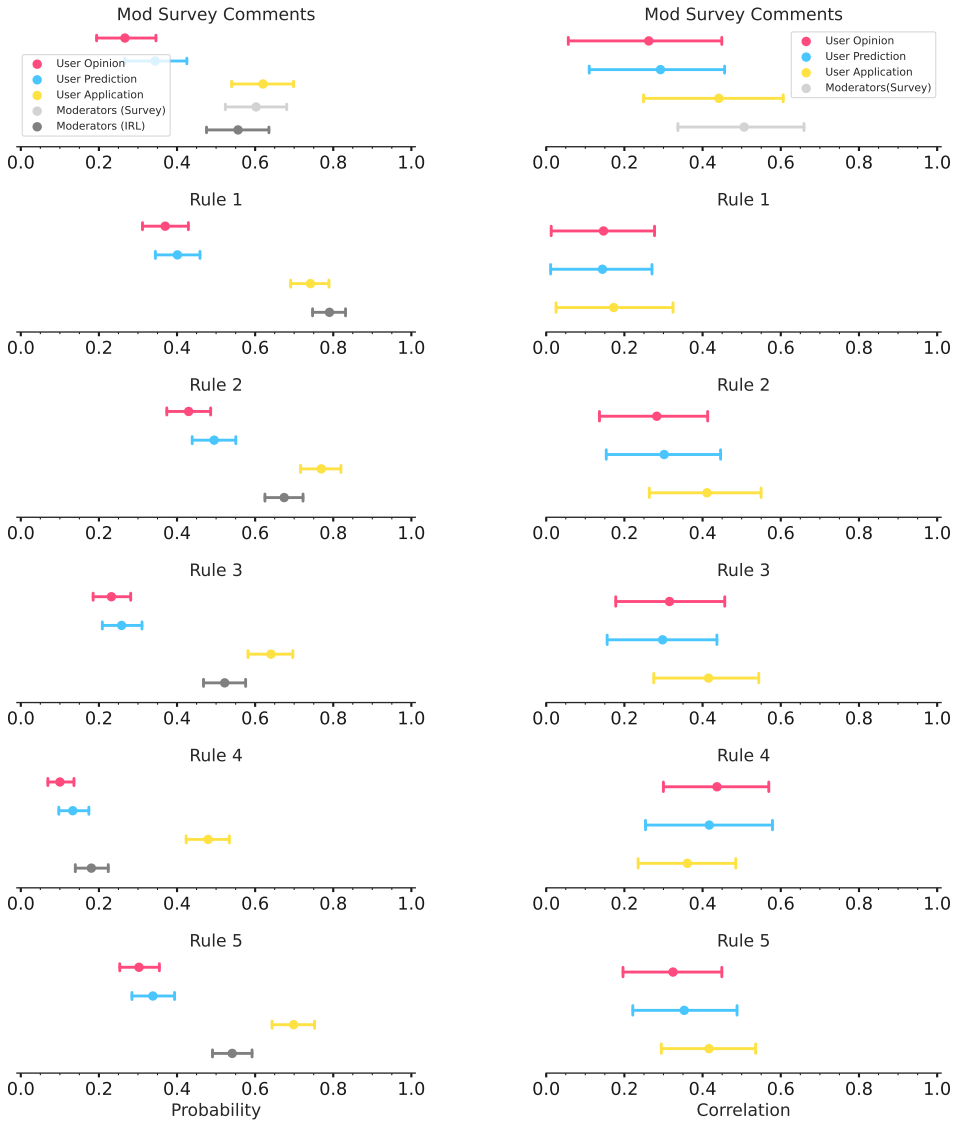 Mod Survey Comments
User Opinion
User Prediction
User Application
Moderators (Survey)
Moderators (IRL)
0.0 0.2 0.4 0.6 0.8 1.0
Mod Survey Comments
User Opinion
User Prediction
User Application
Moderators(Survey)
0.0 0.2 0.4 0.6 0.8 1.0
Rule 1
0.0 0.2 0.4 0.6 0.8 1.0
Rule 1
0.0 0.2 0.4 0.6 0.8 1.0
Rule 2
0.0 0.2 0.4 0.6 0.8 1.0
Rule 2
0.0 0.2 0.4 0.6 0.8 1.0
Rule 3
0.0 0.2 0.4 0.6 0.8 1.0
Rule 3
0.0 0.2 0.4 0.6 0.8 1.0
Rule 4
0.0 0.2 0.4 0.6 0.8 1.0
Rule 4
0.0 0.2 0.4 0.6 0.8 1.0
Rule 5
0.0 0.2 0.4 0.6 0.8 1.0
Probability
Rule 5
0.0 0.2 0.4 0.6 0.8 1.0
Correlation